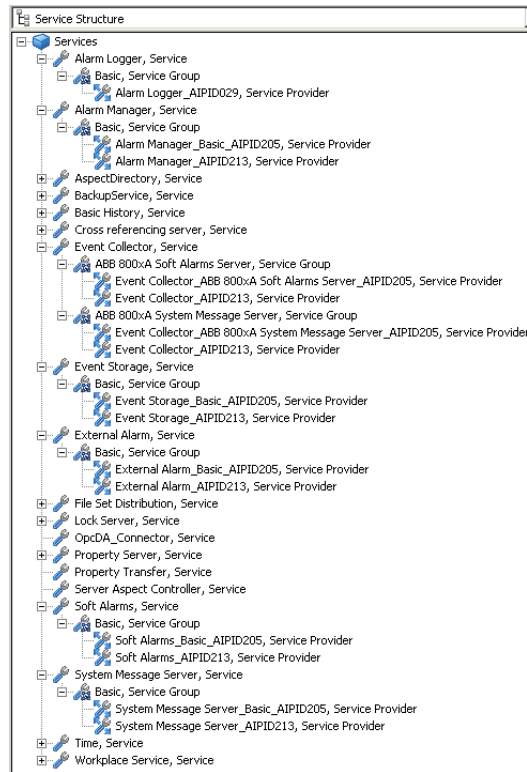 Service Structure
Services
Alarm Logger, Service
Basic, Service Group
Alarm Logger_AIPID029, Service Provider
Alarm Manager, Service
Basic, Service Group
Alarm Manager_Basic_AIPID205, Service Provider
Alarm Manager_AIPID213, Service Provider
AspectDirectory, Service
BackupService, Service
Basic History, Service
Cross referencing server, Service
Event Collector, Service
ABB 800xA Soft Alarms Server, Service Group
Event Collector_ABB 800xA Soft Alarms Server_AIPID205, Service Provider
Event Collector_AIPID213, Service Provider
ABB 800xA System Message Server, Service Group
Event Collector_ABB 800xA System Message Server_AIPID205, Service Provider
Event Collector_AIPID213, Service Provider
Event Storage, Service
Basic, Service Group
Event Storage_Basic_AIPID205, Service Provider
Event Storage_AIPID213, Service Provider
External Alarm, Service
Basic, Service Group
External Alarm_Basic_AIPID205, Service Provider
External Alarm_AIPID213, Service Provider
File Set Distribution, Service
Lock Server, Service
OpcDA_Connector, Service
Property Server, Service
Property Transfer, Service
Server Aspect Controller, Service
Soft Alarms, Service
Basic, Service Group
Soft Alarms_Basic_AIPID205, Service Provider
Soft Alarms_AIPID213, Service Provider
System Message Server, Service
Basic, Service Group
System Message Server_Basic_AIPID205, Service Provider
System Message Server_AIPID213, Service Provider
Time, Service
Workplace Service, Service